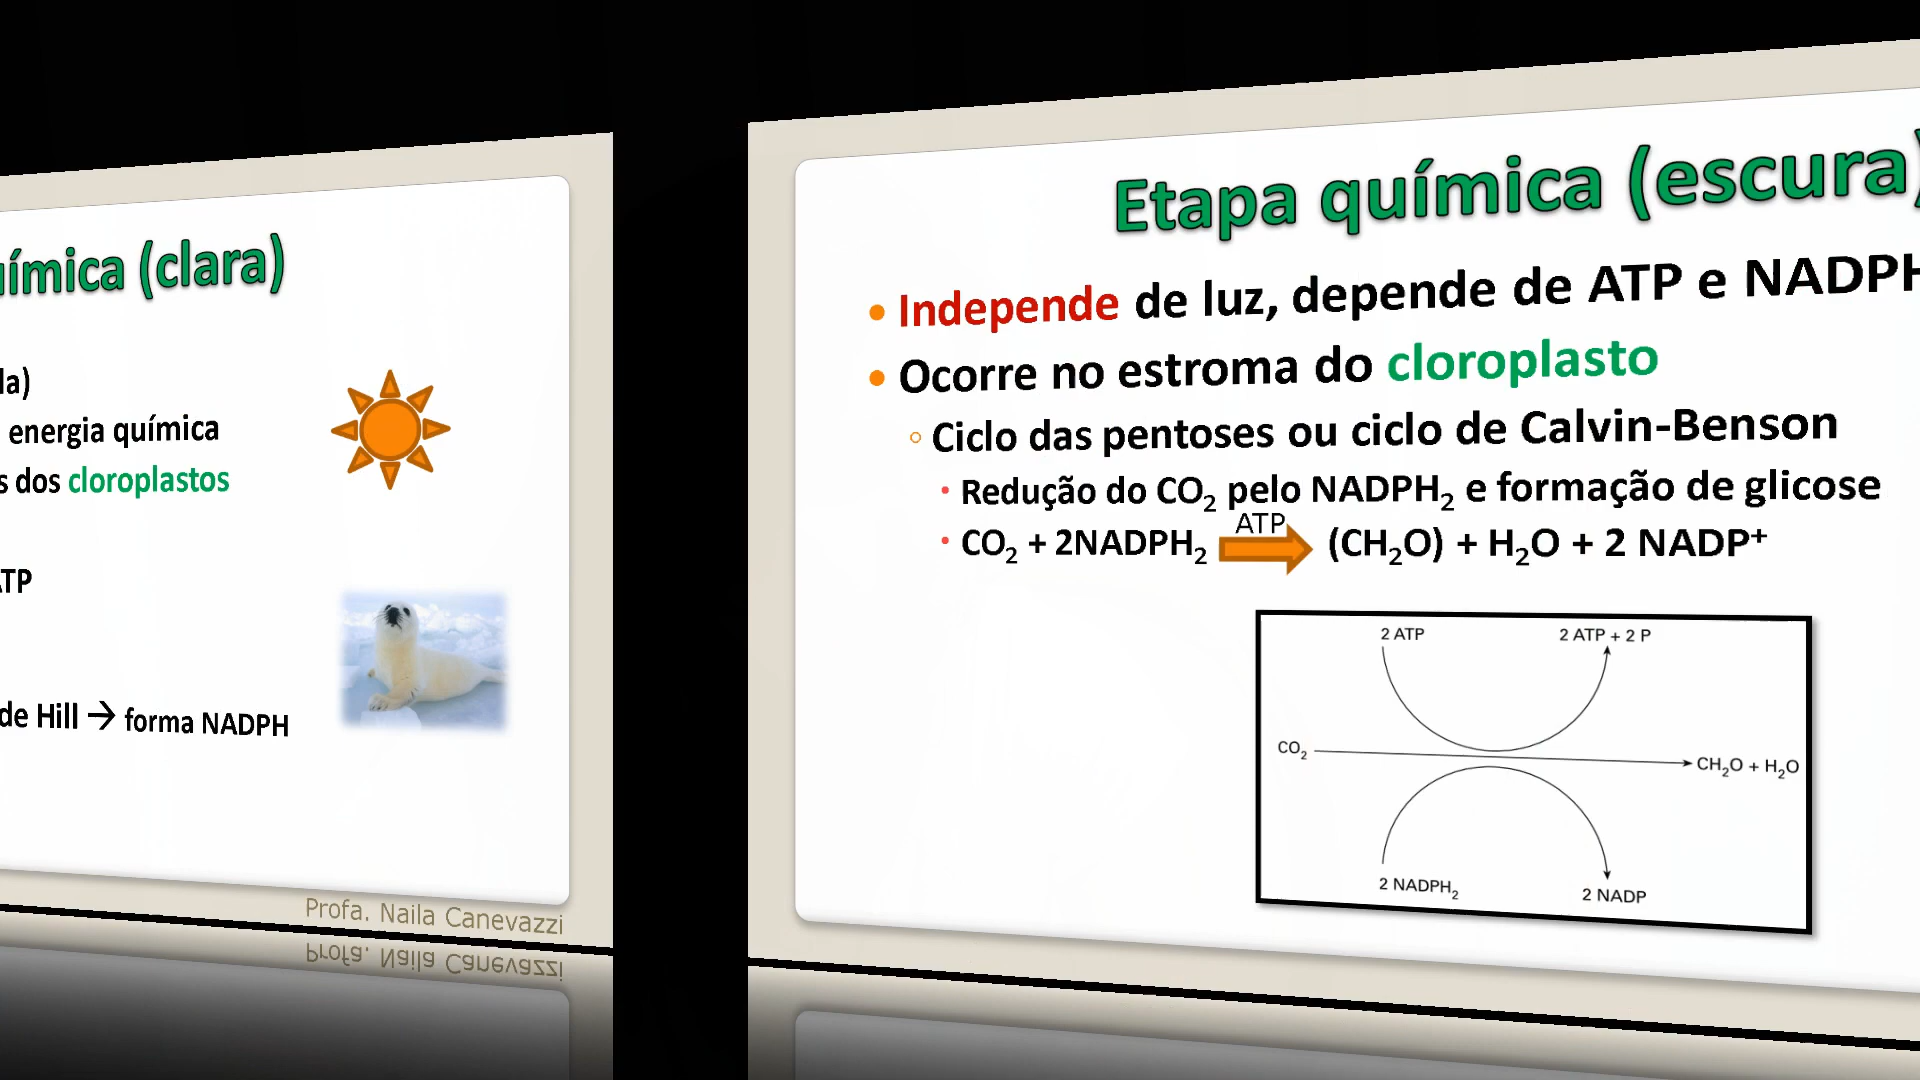 (clara)
energia química
dos cloroplastos
de Hill → forma NADPH
Profa. Naila Canevazzi
Etapa química (escura)
Independe de luz, depende de ATP e NADPH
Ocorre no estroma do cloroplasto
Ciclo das pentoses ou ciclo de Calvin-Benson
Redução do CO₂ pelo NADPH₂ e formação de glicose
ATP
CO₂ + 2NADPH₂ (CH₂O) + H₂O + 2 NADP⁺
2 ATP 2 ATP + 2 P
CO₂ CH₂O + H₂O
2 NADPH₂ 2 NADP